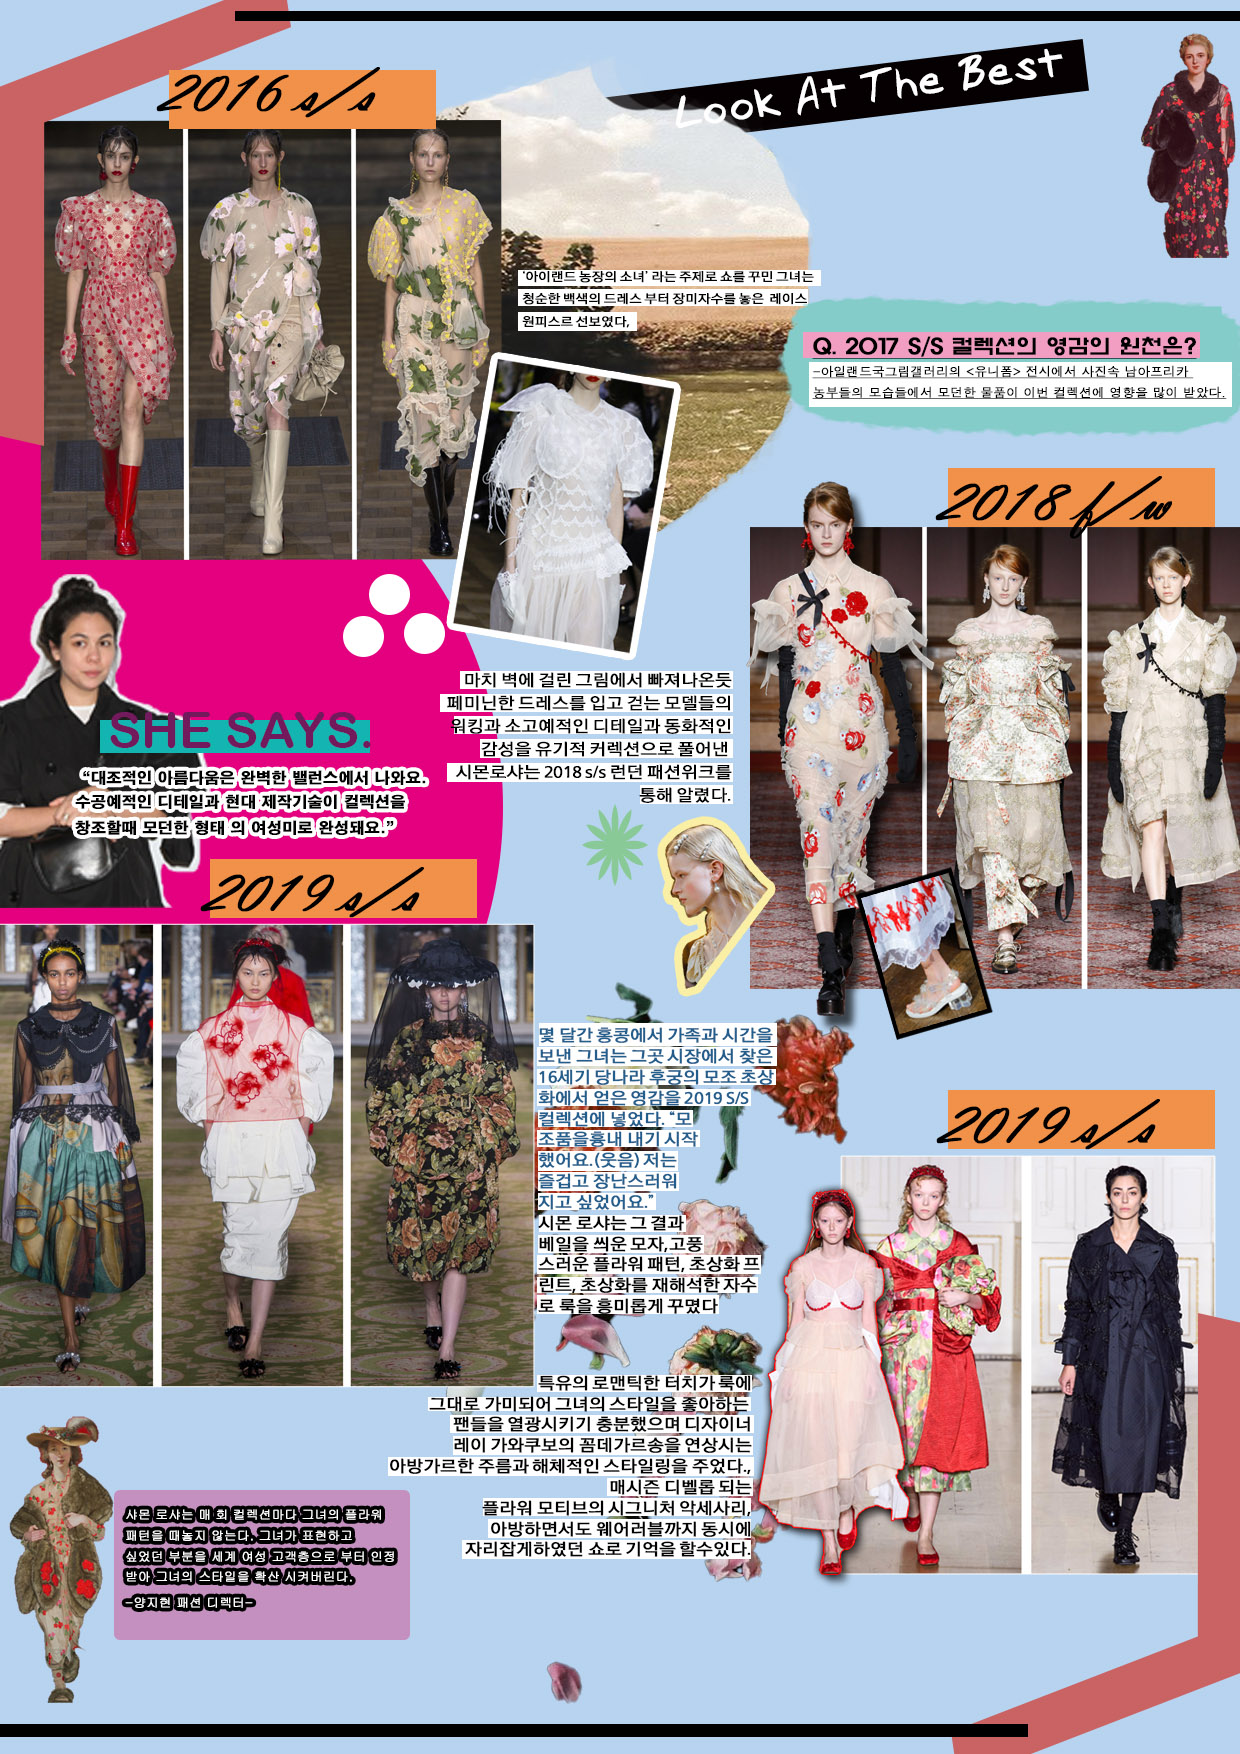 2016 s/s
Look At The Best
'아이랜드 농장의 소녀' 라는 주제로 쇼를 꾸민 그녀는
청순한 백색의 드레스 부터 장미자수를 놓은 레이스
원피스르 선보였다,
Q. 2017 S/S 컬렉션의 영감의 원천은?
-아일랜드국그림갤러리의 <유니폼> 전시에서 사진속 남아프리카
농부들의 모습들에서 모던한 물품이 이번 컬렉션에 영향을 많이 받았다.
2018 f/w
마치 벽에 걸린 그림에서 빠져나온듯
페미닌한 드레스를 입고 걷는 모델들의
워킹과 소고예적인 디테일과 동화적인
감성을 유기적 커렉션으로 풀어낸
시몬로샤는 2018 s/s 런던 패션위크를
통해 알렸다.
SHE SAYS.
“대조적인 아름다움은 완벽한 밸런스에서 나와요.
수공예적인 디테일과 현대 제작기술이 컬렉션을
창조할때 모던한 형태 의 여성미로 완성돼요.”
2019 s/s
몇 달간 홍콩에서 가족과 시간을
보낸 그녀는 그곳 시장에서 찾은
16세기 당나라 후궁의 모조 초상
화에서 얻은 영감을 2019 S/S
컬렉션에 넣었다. “모
조품을흉내 내기 시작
했어요.(웃음) 저는
즐겁고 장난스러워
지고 싶었어요.”
시몬 로샤는 그 결과
베일을 씌운 모자,고풍
스러운 플라워 패턴, 초상화 프
린트, 초상화를 재해석한 자수
로 룩을 흥미롭게 꾸몄다
2019 s/s
특유의 로맨틱한 터치가 룩에
그대로 가미되어 그녀의 스타일을 좋아하는
팬들을 열광시키기 충분했으며 디자이너
레이 가와쿠보의 꼼데가르송을 연상시는
아방가르한 주름과 해체적인 스타일링을 주었다.,
매시즌 디벨롭 되는
플라워 모티브의 시그니처 악세사리,
아방하면서도 웨어러블까지 동시에
자리잡게하였던 쇼로 기억을 할수있다.
샤몬 로샤는 매 회 컬렉션마다 그녀의 플라워
패턴을 때놓지 않는다. 그녀가 표현하고
싶었던 부분을 세계 여성 고객층으로 부터 인정
받아 그녀의 스타일을 확산 시켜버린다.
-양지현 패션 디렉터-